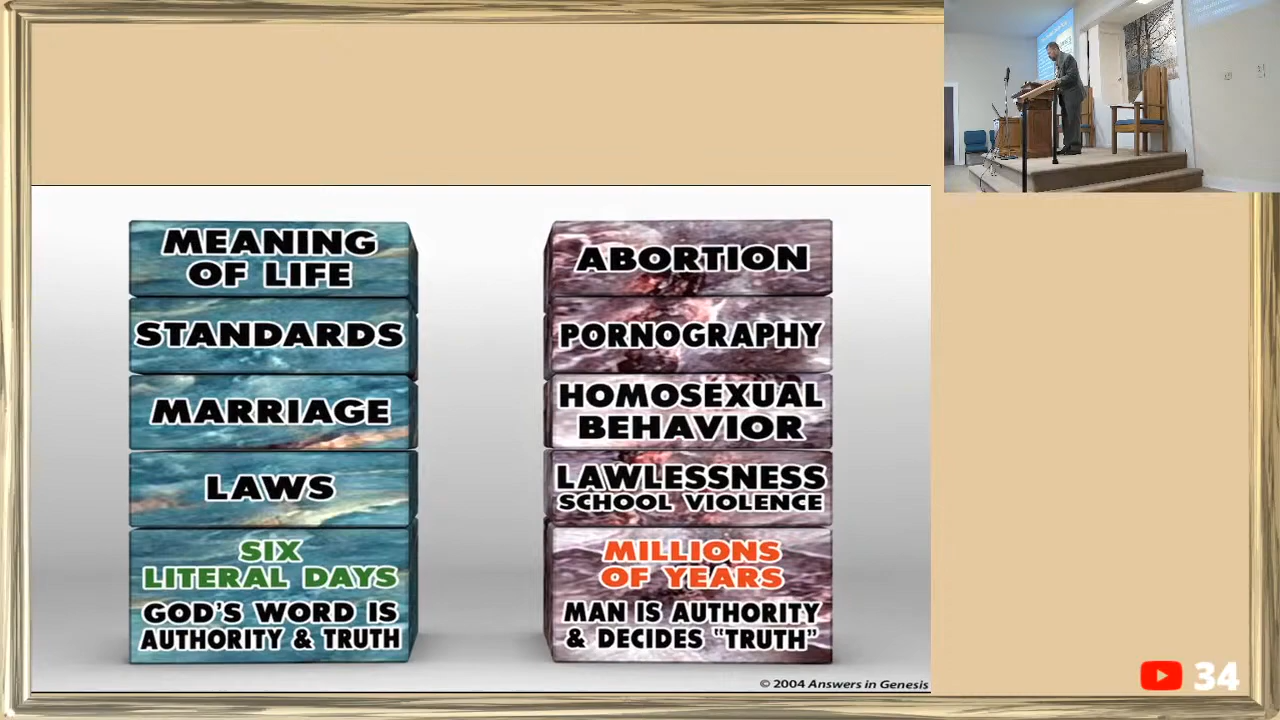 MEANING
OF LIFE
STANDARDS
MARRIAGE
LAWS
SIX
LITERAL DAYS
GOD'S WORD IS
AUTHORITY & TRUTH
ABORTION
PORNOGRAPHY
HOMOSEXUAL
BEHAVIOR
LAWLESSNESS
SCHOOL VIOLENCE
MILLIONS
OF YEARS
MAN IS AUTHORITY
& DECIDES "TRUTH"
© 2004 Answers in Genesis
34